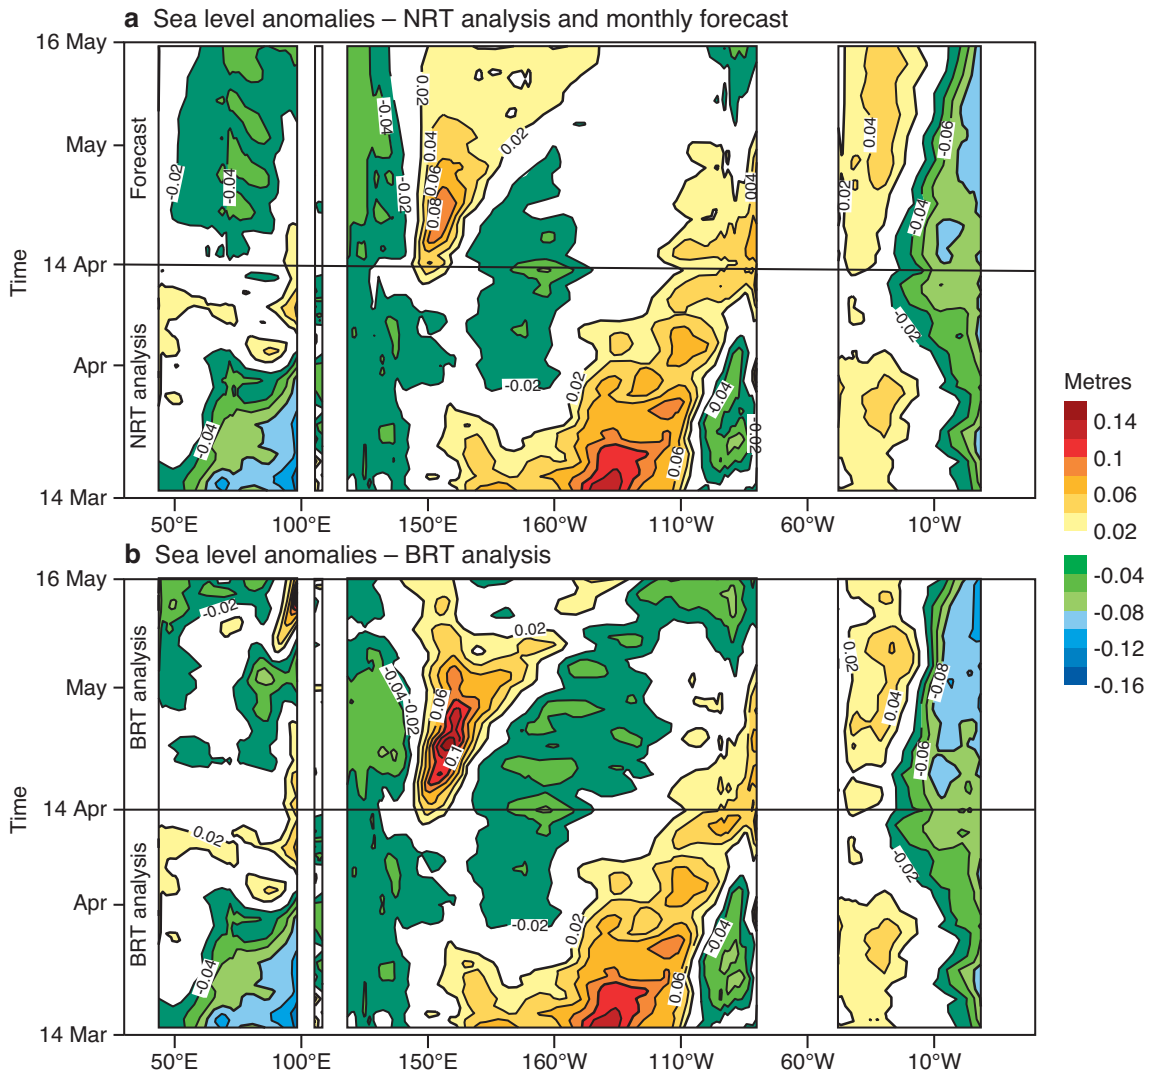 a Sea level anomalies – NRT analysis and monthly forecast
16 May
May
14 Apr
Apr
14 Mar
Time
Forecast
NRT analysis
-0.02
-0.04
-0.04
-0.04
-0.02
0.02
0.04
0.06
0.08
0.02
-0.02
0.02
0.06
004
-0.04
-0.02
0.02
0.04
-0.04
-0.06
-0.02
50°E 100°E 150°E 160°W 110°W 60°W 10°W
Metres
0.14
0.1
0.06
0.02
-0.04
-0.08
-0.12
-0.16
b Sea level anomalies – BRT analysis
16 May
May
14 Apr
Apr
14 Mar
Time
BRT analysis
BRT analysis
-0.02
0.02
-0.04
-0.04
-0.02
0.06
0.1
0.02
-0.02
0.02
0.06
-0.04
0.02
0.04
-0.08
-0.06
-0.02
50°E 100°E 150°E 160°W 110°W 60°W 10°W